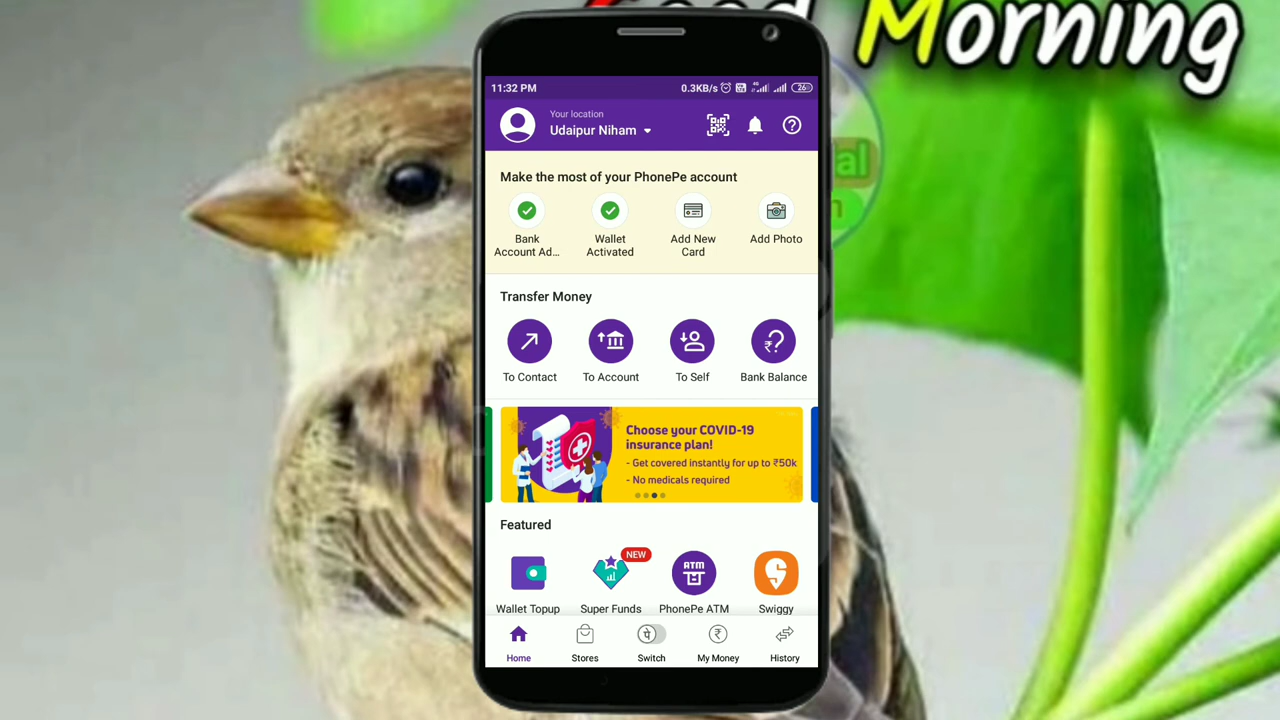 Good Morning
11:32 PM
0.3KB/s
26
Your location
Udaipur Niham
Make the most of your PhonePe account
Bank Account Ad...
Wallet Activated
Add New Card
Add Photo
Transfer Money
To Contact
To Account
To Self
Bank Balance
Choose your COVID-19
insurance plan!
- Get covered instantly for up to ₹50k
- No medicals required
Featured
NEW
ATM
Wallet Topup
Super Funds
PhonePe ATM
Swiggy
Home
Stores
Switch
My Money
History